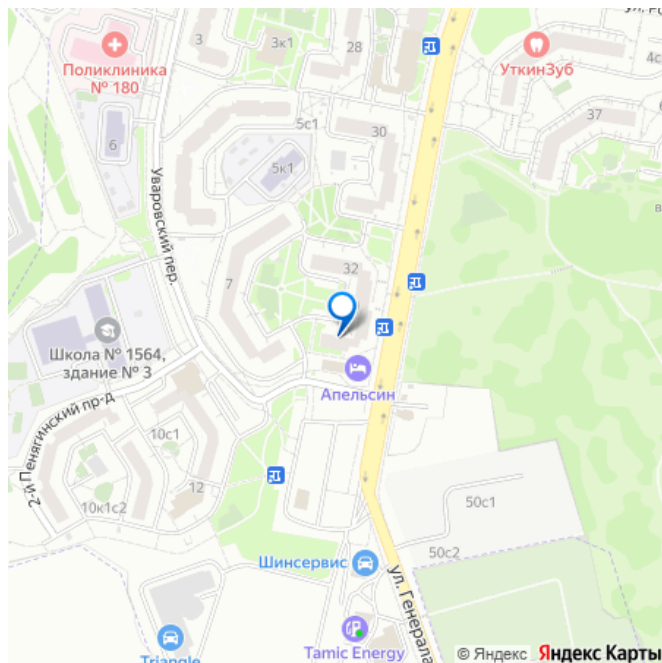 3
3к1
28
УткинЗуб
4с
Поликлиника
№ 180
37
6
5с1
30
5к1
Уваровский пер.
7
32
Школа № 1564,
здание № 3
Апельсин
2-й Пенягинский пр-д
10с1
10к1с2
12
50с1
50с2
Шинсервис
ул. Генерала
Tamic Energy
Triangle
© Яндекс Яндекс Карты